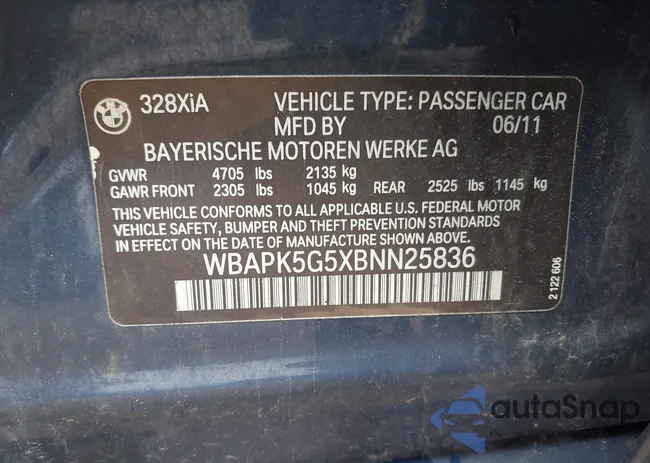 328XiA VEHICLE TYPE: PASSENGER CAR
MFD BY 06/11
BAYERISCHE MOTOREN WERKE AG
GVWR 4705 lbs 2135 kg
GAWR FRONT 2305 lbs 1045 kg REAR 2525 lbs 1145 kg
THIS VEHICLE CONFORMS TO ALL APPLICABLE U.S. FEDERAL MOTOR
VEHICLE SAFETY, BUMPER AND THEFT PREVENTION STANDARDS
IN EFFECT ON THE DATE OF MANUFACTURE SHOWN ABOVE.
WBAPK5G5XBNN25836
2 122 606
autoSnap